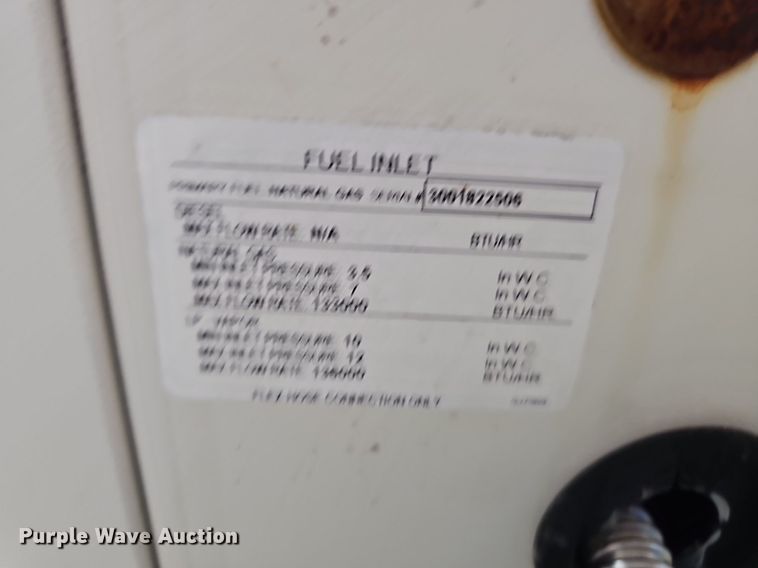 FUEL INLET
PRIMARY FUEL NATURAL GAS Serial # 3001822506
DIESEL
MAX FLOW RATE N/A BTU/HR
NATURAL GAS
MIN INLET PRESSURE 3.5 In W.C.
MAX INLET PRESSURE 7 In W.C.
MAX FLOW RATE 133000 BTU/HR
LP VAPOR
MIN INLET PRESSURE 10 In W.C.
MAX INLET PRESSURE 12 In W.C.
MAX FLOW RATE 136000 BTU/HR
FLEX HOSE CONNECTION ONLY
Purple Wave Auction